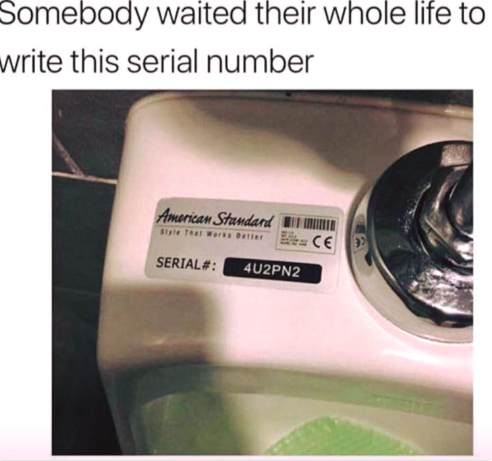 Somebody waited their whole life to
write this serial number
American Standard
Style That Works Better
CE
SERIAL#: 4U2PN2